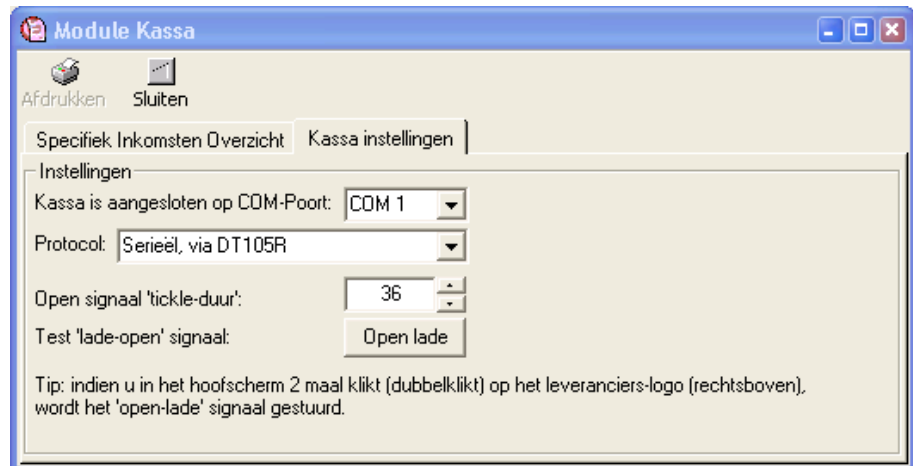 Module Kassa
Afdrukken Sluiten
Specifiek Inkomsten Overzicht Kassa instellingen
Instellingen
Kassa is aangesloten op COM-Poort: COM 1
Protocol: Serieël, via DT105R
Open signaal 'tickle-duur': 36
Test 'lade-open' signaal: Open lade
Tip: indien u in het hoofscherm 2 maal klikt (dubbelklikt) op het leveranciers-logo (rechtsboven),
wordt het 'open-lade' signaal gestuurd.